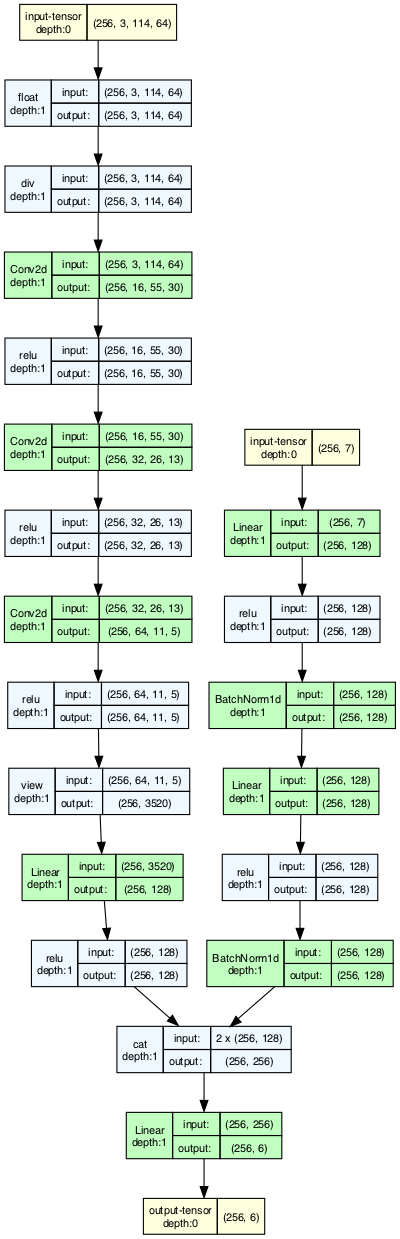 input-tensor
depth:0
(256, 3, 114, 64)
float
depth:1
input:
(256, 3, 114, 64)
output:
(256, 3, 114, 64)
div
depth:1
input:
(256, 3, 114, 64)
output:
(256, 3, 114, 64)
Conv2d
depth:1
input:
(256, 3, 114, 64)
output:
(256, 16, 55, 30)
relu
depth:1
input:
(256, 16, 55, 30)
output:
(256, 16, 55, 30)
Conv2d
depth:1
input:
(256, 16, 55, 30)
output:
(256, 32, 26, 13)
relu
depth:1
input:
(256, 32, 26, 13)
output:
(256, 32, 26, 13)
Conv2d
depth:1
input:
(256, 32, 26, 13)
output:
(256, 64, 11, 5)
relu
depth:1
input:
(256, 64, 11, 5)
output:
(256, 64, 11, 5)
view
depth:1
input:
(256, 64, 11, 5)
output:
(256, 3520)
Linear
depth:1
input:
(256, 3520)
output:
(256, 128)
relu
depth:1
input:
(256, 128)
output:
(256, 128)
input-tensor
depth:0
(256, 7)
Linear
depth:1
input:
(256, 7)
output:
(256, 128)
relu
depth:1
input:
(256, 128)
output:
(256, 128)
BatchNorm1d
depth:1
input:
(256, 128)
output:
(256, 128)
Linear
depth:1
input:
(256, 128)
output:
(256, 128)
relu
depth:1
input:
(256, 128)
output:
(256, 128)
BatchNorm1d
depth:1
input:
(256, 128)
output:
(256, 128)
cat
depth:1
input:
2 x (256, 128)
output:
(256, 256)
Linear
depth:1
input:
(256, 256)
output:
(256, 6)
output-tensor
depth:0
(256, 6)